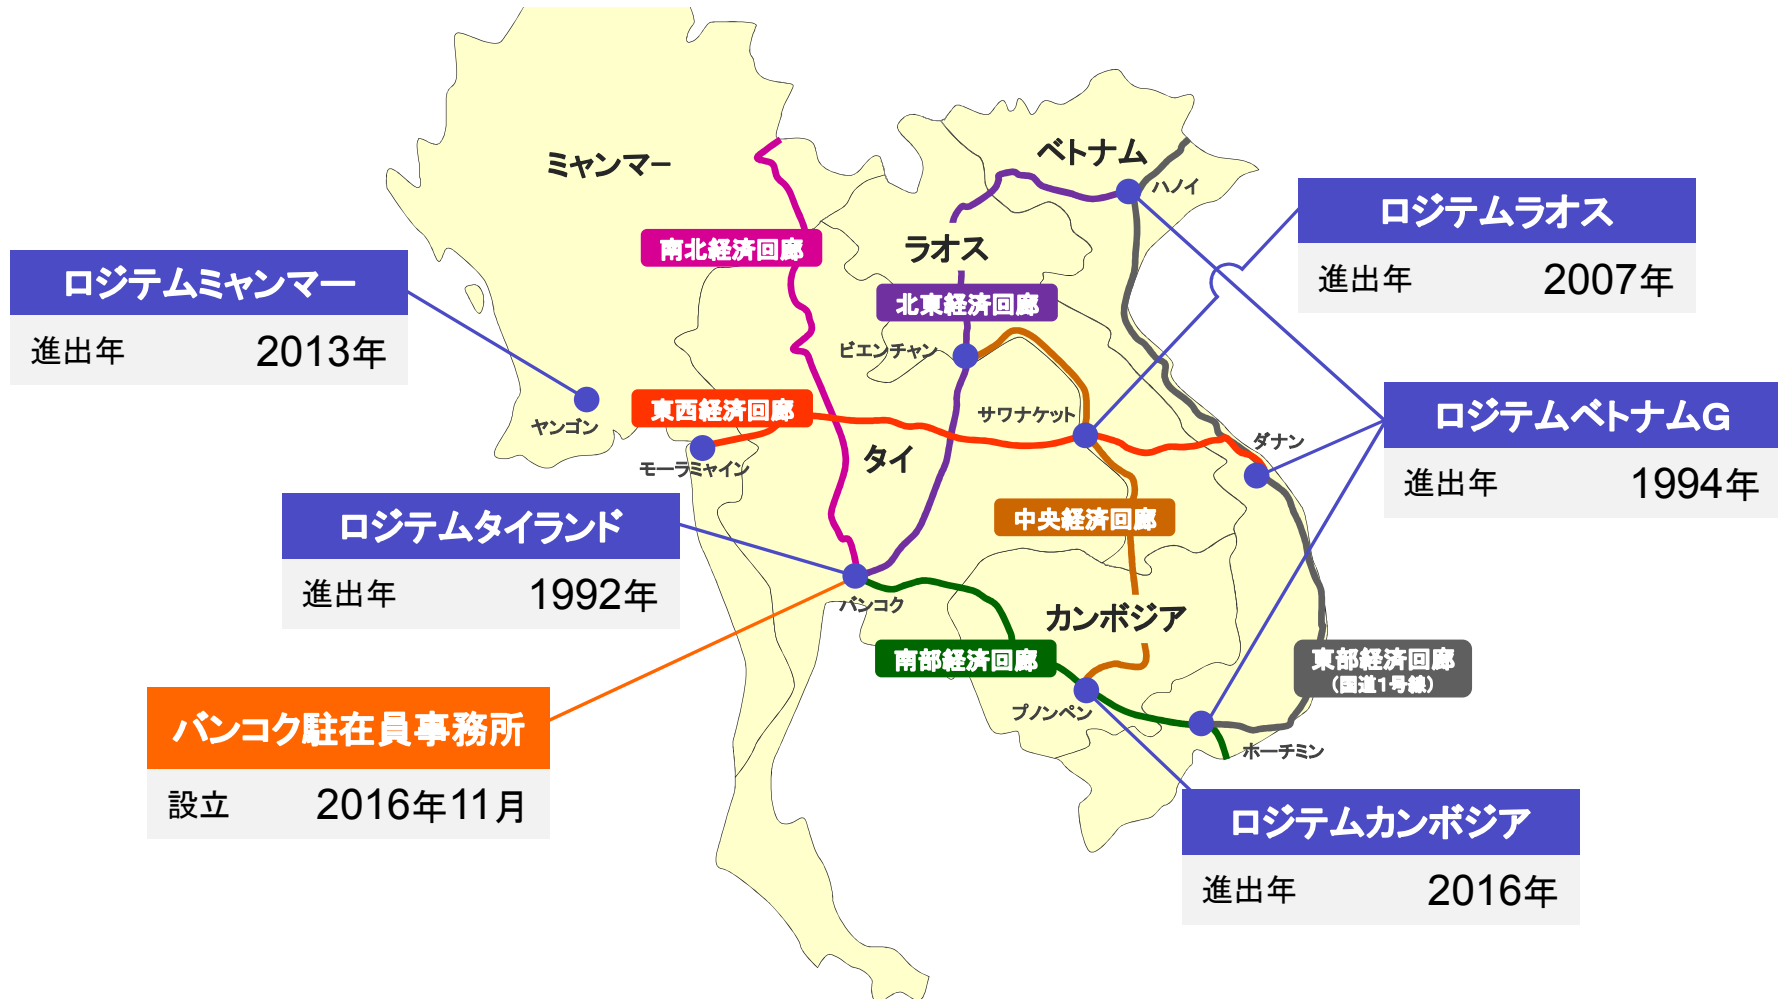 ミャンマー
ベトナム
ハノイ
ロジテムラオス
進出年 2007年
南北経済回廊
ラオス
ロジテムミャンマー
進出年 2013年
北東経済回廊
ビエンチャン
ヤンゴン
東西経済回廊
サワナケット
ロジテムベトナムG
進出年 1994年
ダナン
モーラミャイン
タイ
ロジテムタイランド
進出年 1992年
中央経済回廊
バンコク
カンボジア
南部経済回廊
東部経済回廊
(国道1号線)
バンコク駐在員事務所
設立 2016年11月
プノンペン
ホーチミン
ロジテムカンボジア
進出年 2016年